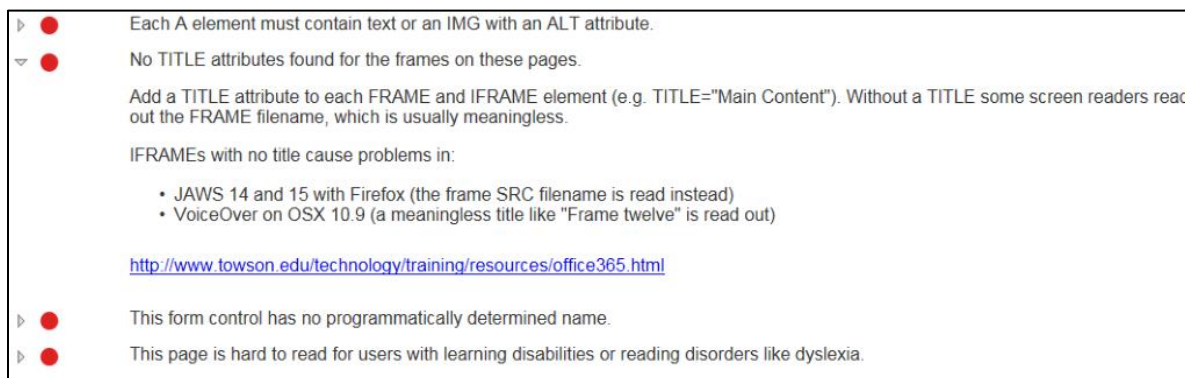 Each A element must contain text or an IMG with an ALT attribute.
No TITLE attributes found for the frames on these pages.
Add a TITLE attribute to each FRAME and IFRAME element (e.g. TITLE="Main Content"). Without a TITLE some screen readers read
out the FRAME filename, which is usually meaningless.
IFRAMEs with no title cause problems in:
• JAWS 14 and 15 with Firefox (the frame SRC filename is read instead)
• VoiceOver on OSX 10.9 (a meaningless title like "Frame twelve" is read out)
http://www.towson.edu/technology/training/resources/office365.html
This form control has no programmatically determined name.
This page is hard to read for users with learning disabilities or reading disorders like dyslexia.